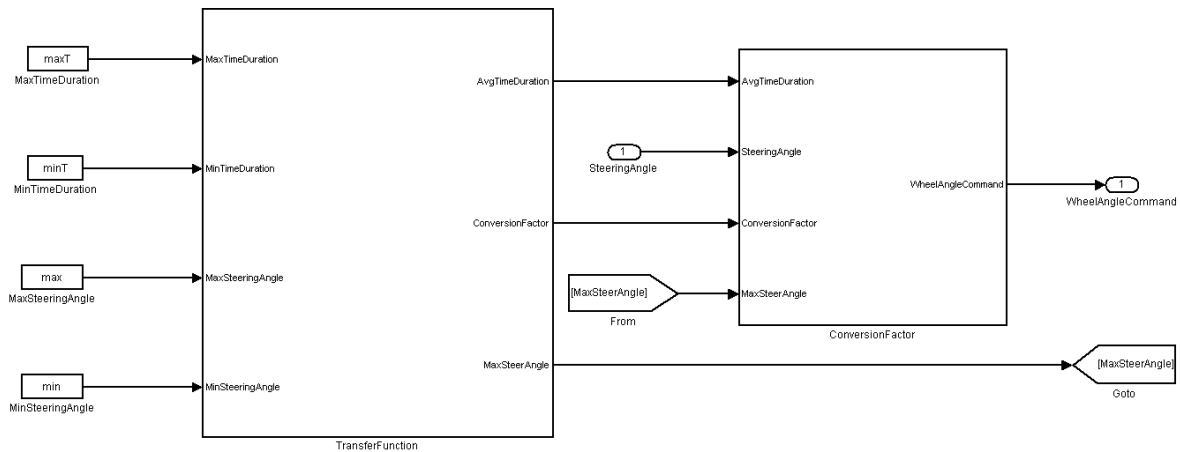 maxT
MaxTimeDuration
minT
MinTimeDuration
max
MaxSteeringAngle
min
MinSteeringAngle
MaxTimeDuration
MinTimeDuration
MaxSteeringAngle
MinSteeringAngle
AvgTimeDuration
ConversionFactor
MaxSteerAngle
TransferFunction
1
SteeringAngle
[MaxSteerAngle]
From
AvgTimeDuration
SteeringAngle
ConversionFactor
MaxSteerAngle
WheelAngleCommand
ConversionFactor
1
WheelAngleCommand
[MaxSteerAngle]
Goto